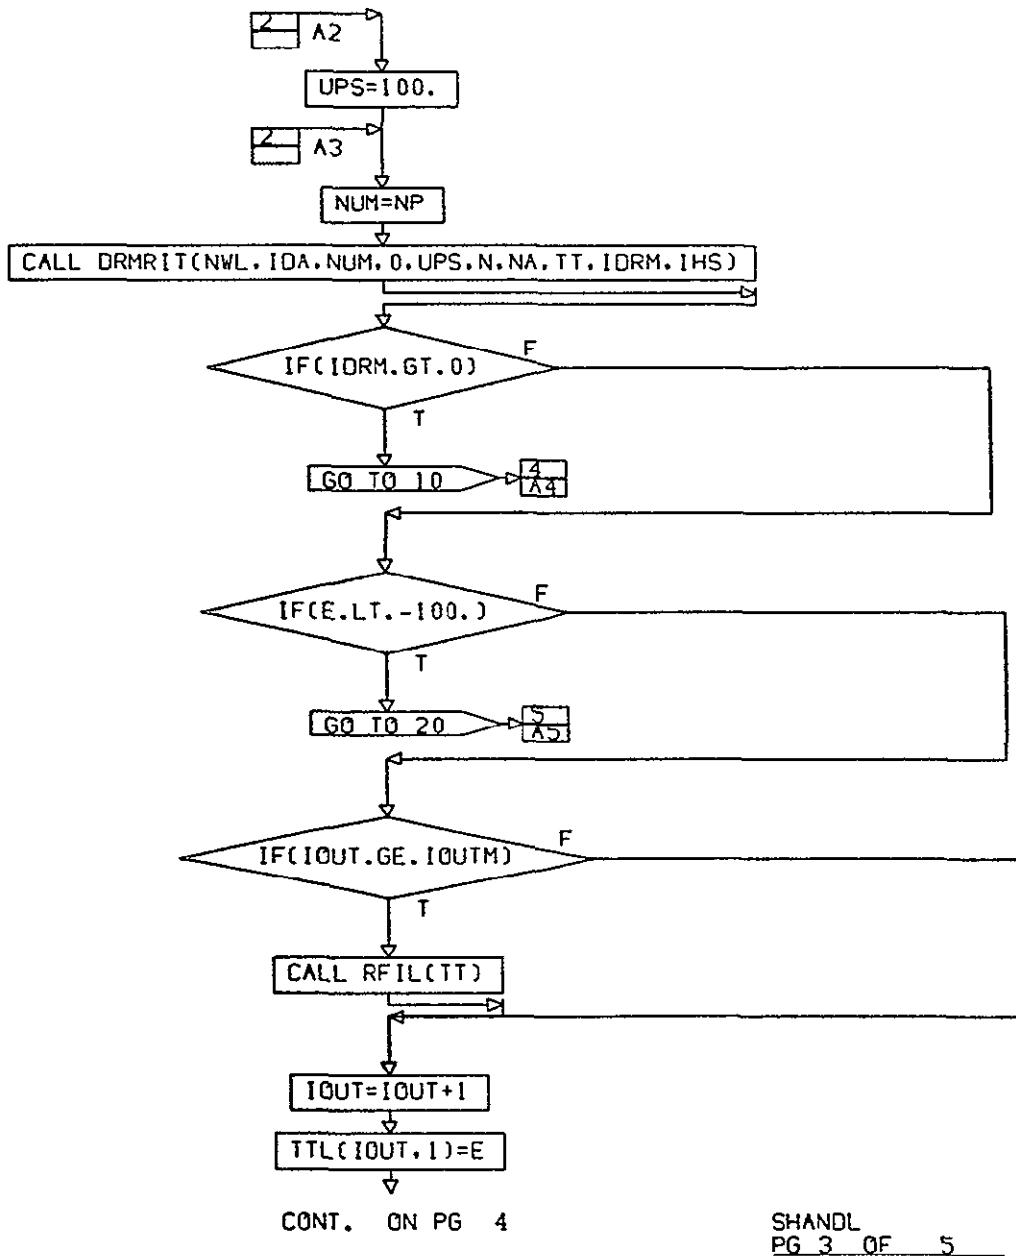 2
A2
UPS=100.
2
A3
NUM=NP
CALL DRMRIT(NWL,IDA,NUM,0,UPS,N,NA,TT,IDRM,IHS)
IF(IDRM.GT.0)
F
T
GO TO 10
4
A4
IF(E.LT.-100.)
F
T
GO TO 20
5
A5
IF(IOUT.GE.IOUTM)
F
T
CALL RFIL(TT)
IOUT=IOUT+1
TTL(IOUT,1)=E
CONT. ON PG 4
SHANDL
PG 3 OF 5